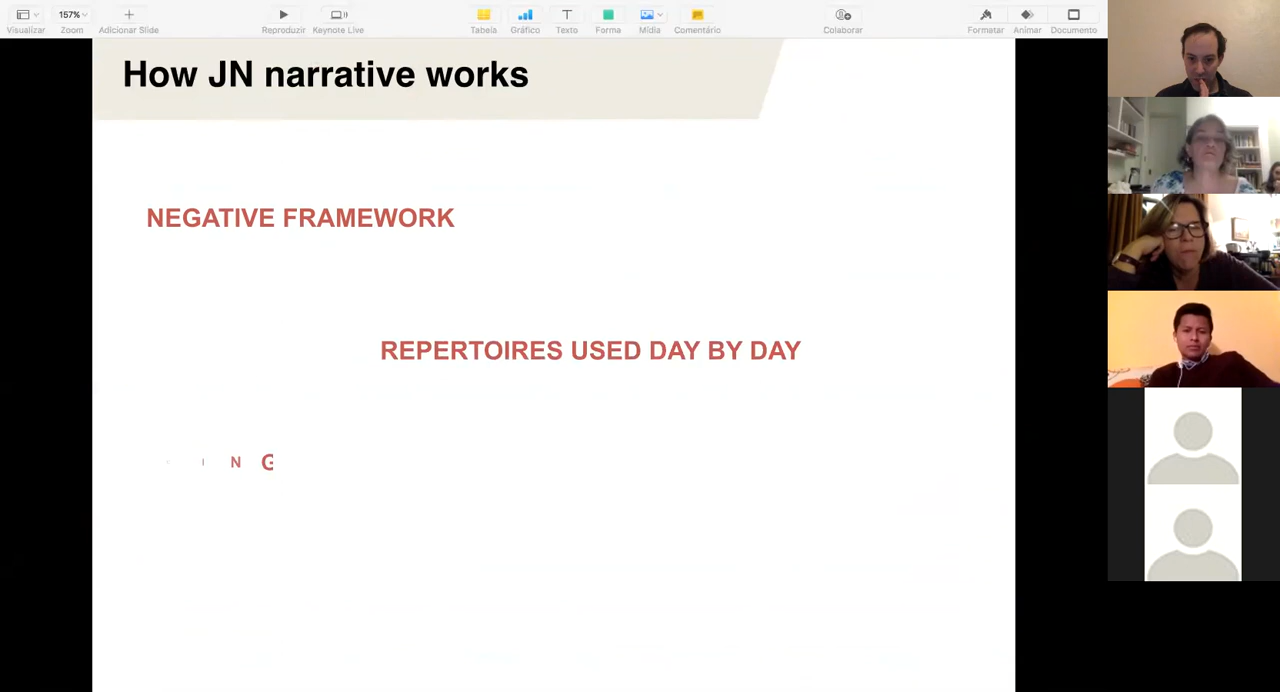 157%
Visualizar Zoom Adicionar Slide Reproduzir Keynote Live Tabela Gráfico Texto Forma Mídia Comentário Colaborar Formatar Animar Documento
How JN narrative works
NEGATIVE FRAMEWORK
REPERTOIRES USED DAY BY DAY
I N G